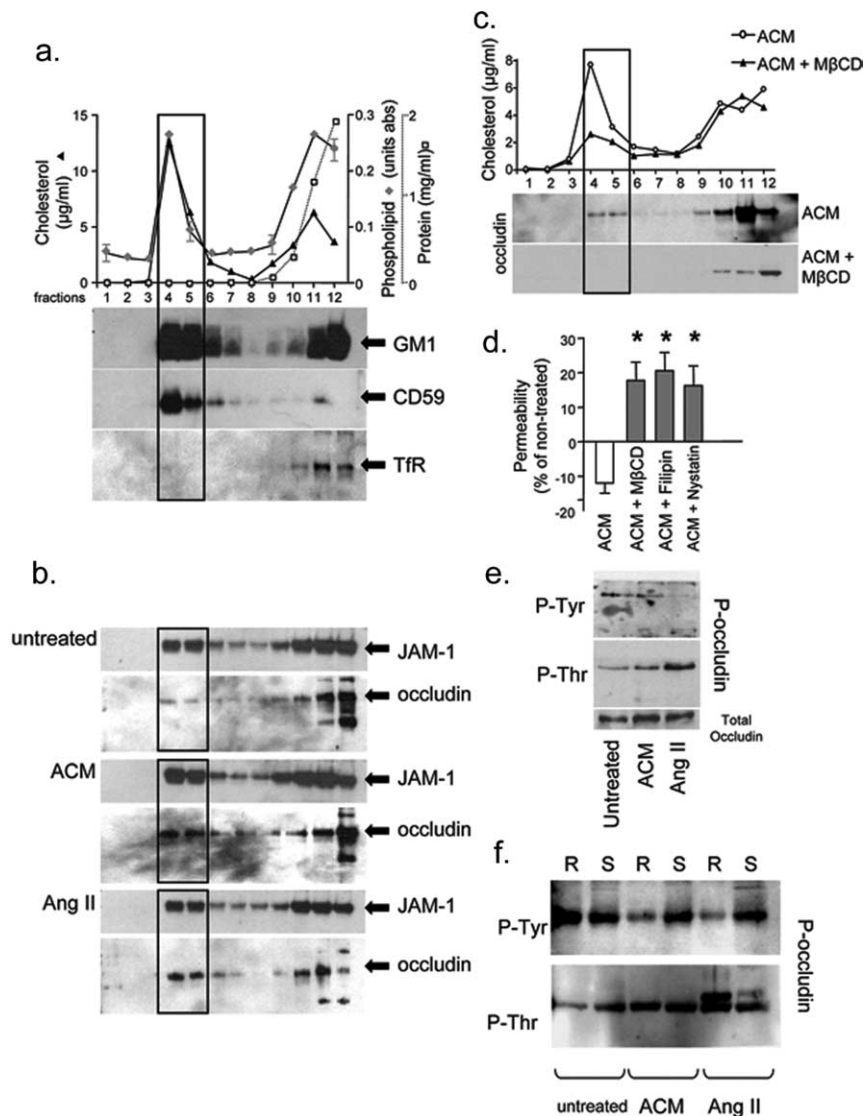 a.
15
10
5
0
Cholesterol ▲
(µg/ml)
0.3
0.2
0.1
0
Phospholipid ◆ (units abs)
2
1
0
Protein (mg/ml)
fractions 1 2 3 4 5 6 7 8 9 10 11 12
GM1
CD59
TfR
b.
untreated
JAM-1
occludin
ACM
JAM-1
occludin
Ang II
JAM-1
occludin
c.
ACM
ACM + MβCD
8
6
4
2
0
Cholesterol (µg/ml)
1 2 3 4 5 6 7 8 9 10 11 12
occludin
ACM
ACM + MβCD
d.
Permeability
(% of non-treated)
30
20
10
0
-10
-20
* * *
ACM
ACM + MβCD
ACM + Filipin
ACM + Nystatin
e.
P-Tyr
P-Thr
P-occludin
Total
Occludin
Untreated
ACM
Ang II
f.
R S R S R S
P-Tyr
P-Thr
P-occludin
untreated ACM Ang II